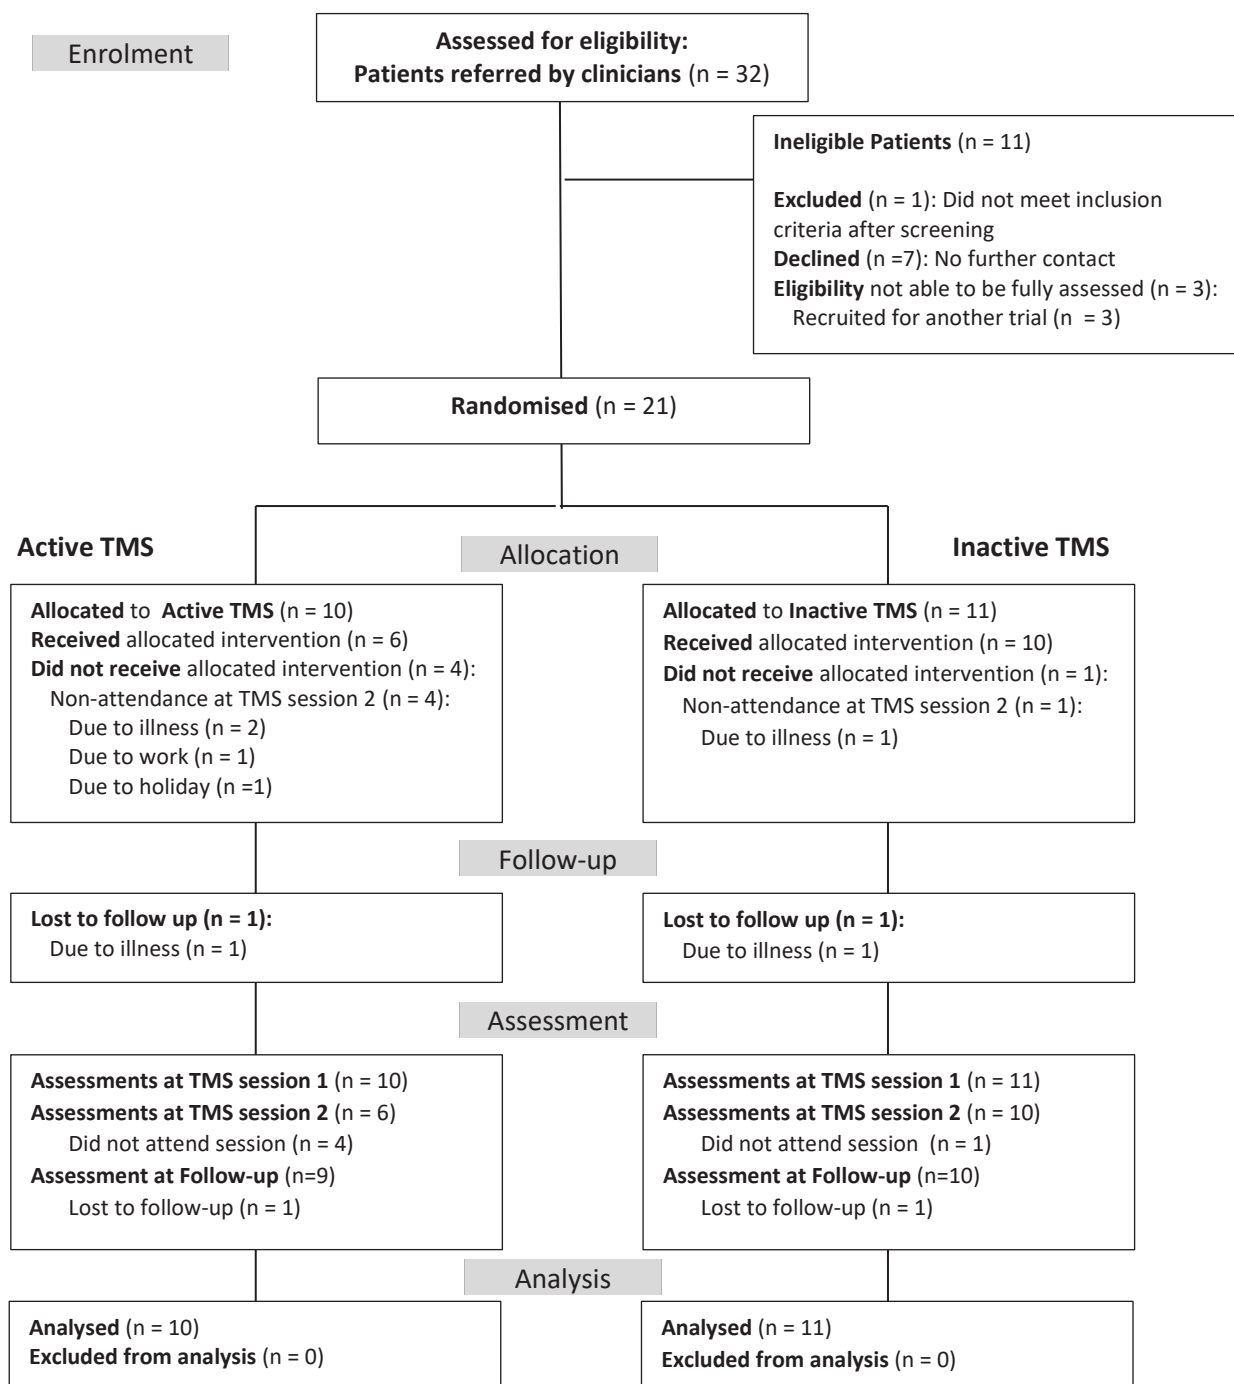 Enrolment
Assessed for eligibility:
Patients referred by clinicians (n = 32)
Ineligible Patients (n = 11)
Excluded (n = 1): Did not meet inclusion
criteria after screening
Declined (n =7): No further contact
Eligibility not able to be fully assessed (n = 3):
Recruited for another trial (n  = 3)
Randomised (n = 21)
Active TMS
Allocation
Inactive TMS
Allocated to  Active TMS (n = 10)
Received allocated intervention (n = 6)
Did not receive allocated intervention (n = 4):
Non-attendance at TMS session 2 (n = 4):
Due to illness (n = 2)
Due to work (n = 1)
Due to holiday (n =1)
Allocated to Inactive TMS (n = 11)
Received allocated intervention (n = 10)
Did not receive allocated intervention (n = 1):
Non-attendance at TMS session 2 (n = 1):
Due to illness (n = 1)
Follow-up
Lost to follow up (n = 1):
Due to illness (n = 1)
Lost to follow up (n = 1):
Due to illness (n = 1)
Assessment
Assessments at TMS session 1 (n = 10)
Assessments at TMS session 2 (n = 6)
Did not attend session (n = 4)
Assessment at Follow-up (n=9)
Lost to follow-up (n = 1)
Assessments at TMS session 1 (n = 11)
Assessments at TMS session 2 (n = 10)
Did not attend session  (n = 1)
Assessment at Follow-up (n=10)
Lost to follow-up (n = 1)
Analysis
Analysed (n = 10)
Excluded from analysis (n = 0)
Analysed (n = 11)
Excluded from analysis (n = 0)